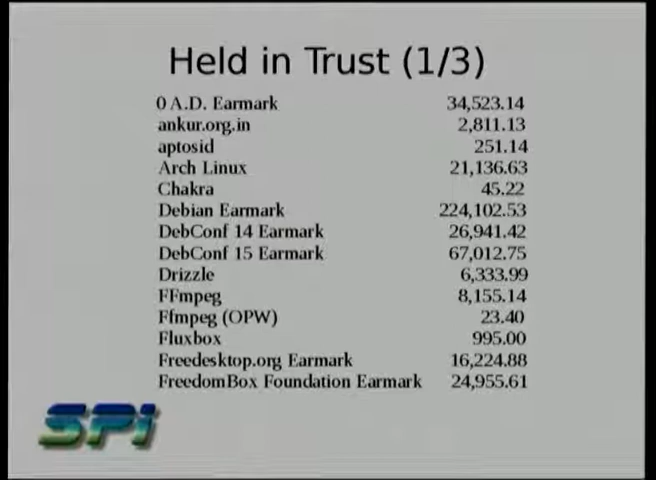 Held in Trust (1/3)
0 A.D. Earmark 34,523.14
ankur.org.in 2,811.13
aptosid 251.14
Arch Linux 21,136.63
Chakra 45.22
Debian Earmark 224,102.53
DebConf 14 Earmark 26,941.42
DebConf 15 Earmark 67,012.75
Drizzle 6,333.99
FFmpeg 8,155.14
Ffmpeg (OPW) 23.40
Fluxbox 995.00
Freedesktop.org Earmark 16,224.88
FreedomBox Foundation Earmark 24,955.61
SPi